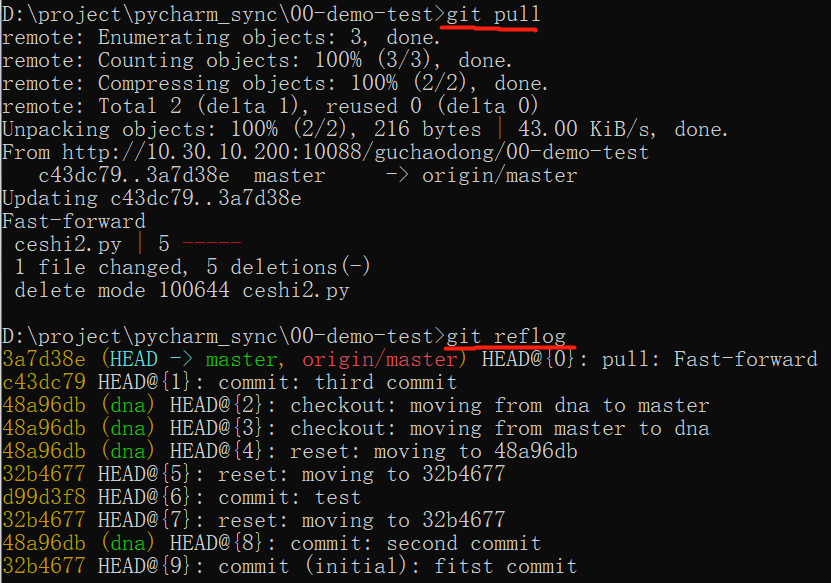 D:\project\pycharm_sync\00-demo-test>git pull
remote: Enumerating objects: 3, done.
remote: Counting objects: 100% (3/3), done.
remote: Compressing objects: 100% (2/2), done.
remote: Total 2 (delta 1), reused 0 (delta 0)
Unpacking objects: 100% (2/2), 216 bytes | 43.00 KiB/s, done.
From http://10.30.10.200:10088/guchaodong/00-demo-test
   c43dc79..3a7d38e  master     -> origin/master
Updating c43dc79..3a7d38e
Fast-forward
 ceshi2.py | 5 -----
 1 file changed, 5 deletions(-)
 delete mode 100644 ceshi2.py
D:\project\pycharm_sync\00-demo-test>git reflog
3a7d38e (HEAD -> master, origin/master) HEAD@{0}: pull: Fast-forward
c43dc79 HEAD@{1}: commit: third commit
48a96db (dna) HEAD@{2}: checkout: moving from dna to master
48a96db (dna) HEAD@{3}: checkout: moving from master to dna
48a96db (dna) HEAD@{4}: reset: moving to 48a96db
32b4677 HEAD@{5}: reset: moving to 32b4677
d99d3f8 HEAD@{6}: commit: test
32b4677 HEAD@{7}: reset: moving to 32b4677
48a96db (dna) HEAD@{8}: commit: second commit
32b4677 HEAD@{9}: commit (initial): fitst commit